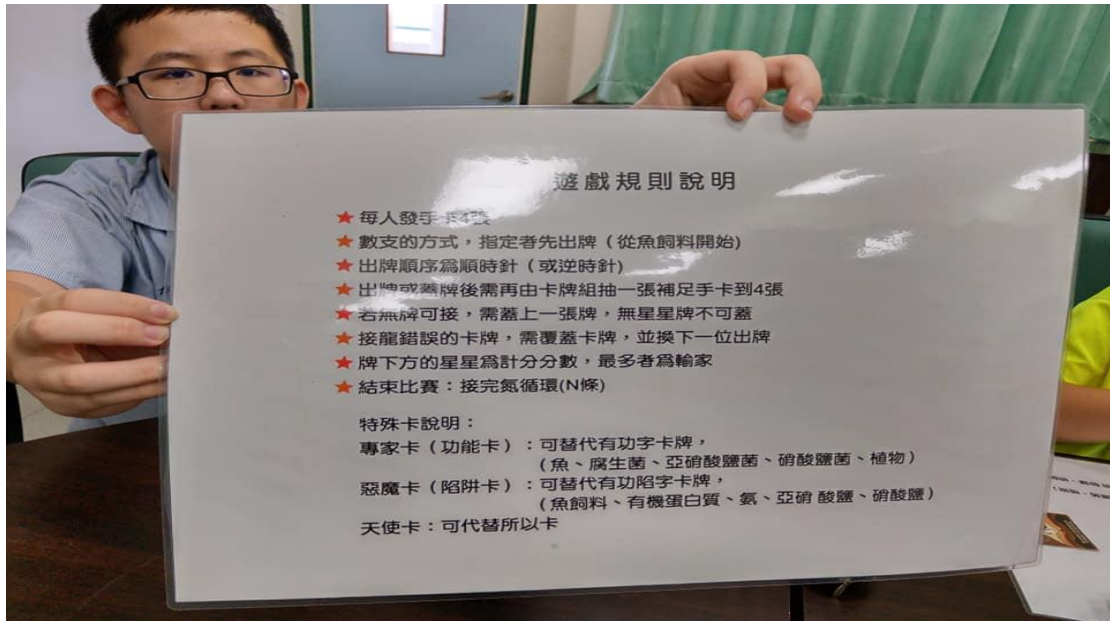 遊戲規則說明
★每人發手卡4張
★數支的方式，指定者先出牌（從魚飼料開始)
★出牌順序爲順時針（或逆時針)
★出牌或蓋牌後需再由卡牌組抽一張補足手卡到4張
★若無牌可接，需蓋上一張牌，無星星牌不可蓋
★接龍錯誤的卡牌，需覆蓋卡牌，並換下一位出牌
★牌下方的星星爲計分分數，最多者爲輸家
★結束比賽：接完氮循環(N條)
特殊卡說明：
專家卡（功能卡）：可替代有功字卡牌，
（魚、腐生菌、亞硝酸鹽菌、硝酸鹽菌、植物）
惡魔卡（陷阱卡）：可替代有功陷字卡牌，
（魚飼料、有機蛋白質、氨、亞硝 酸鹽、硝酸鹽）
天使卡：可代替所以卡